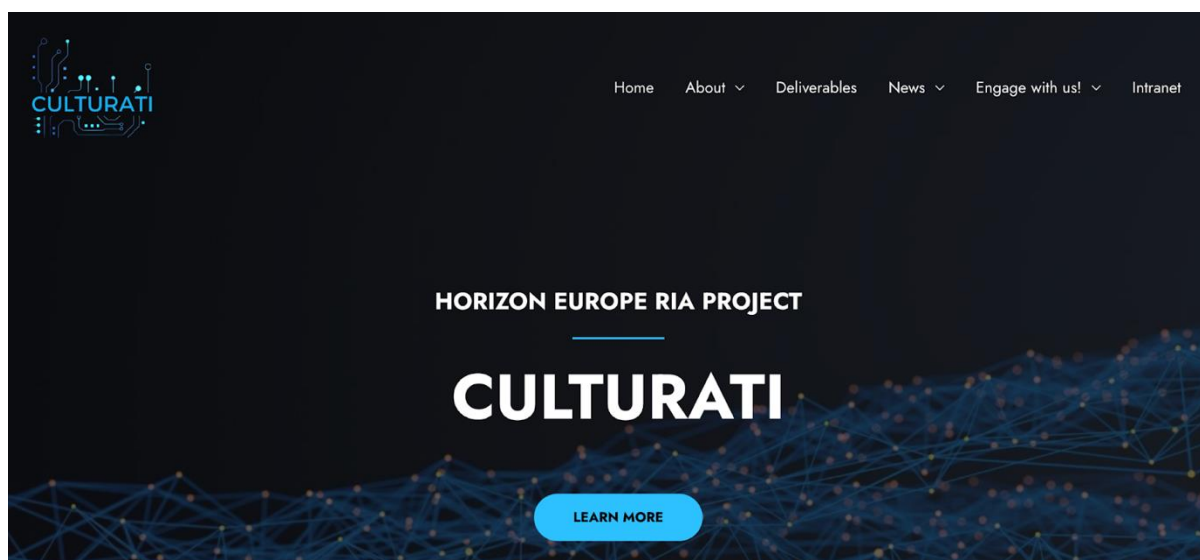 CULTURATI
Home About Deliverables News Engage with us! Intranet
HORIZON EUROPE RIA PROJECT
CULTURATI
LEARN MORE